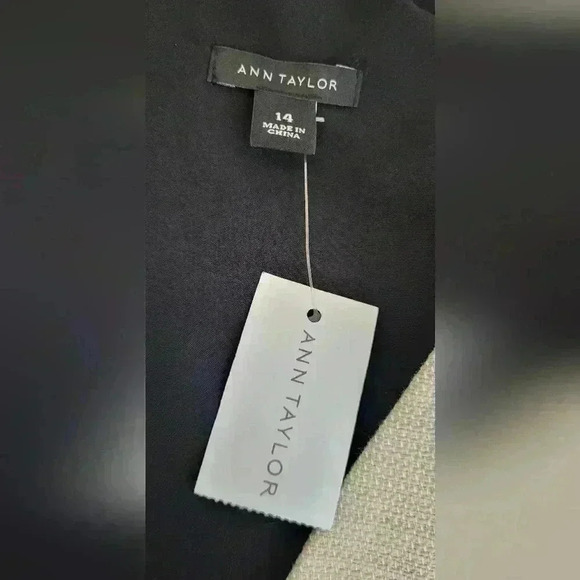 ANN TAYLOR
14
MADE IN
CHINA
ANN TAYLOR